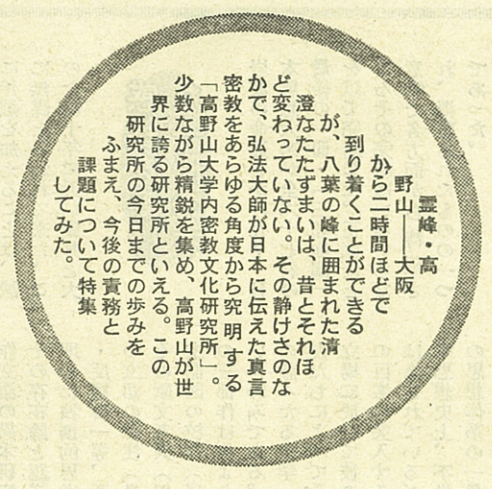 霊峰・高
野山――大阪
から二時間ほどで
到り着くことができる
が、八葉の峰に囲まれた清
澄なたたずまいは、昔とそれほ
ど変わっていない。その静けさのな
かで、弘法大師が日本に伝えた真言
密教をあらゆる角度から究明する
「高野山大学内密教文化研究所」。
少数ながら精鋭を集め、高野山が世
界に誇る研究所といえる。この
研究所の今日までの歩みを
ふまえ、今後の責務と
課題について特集
してみた。